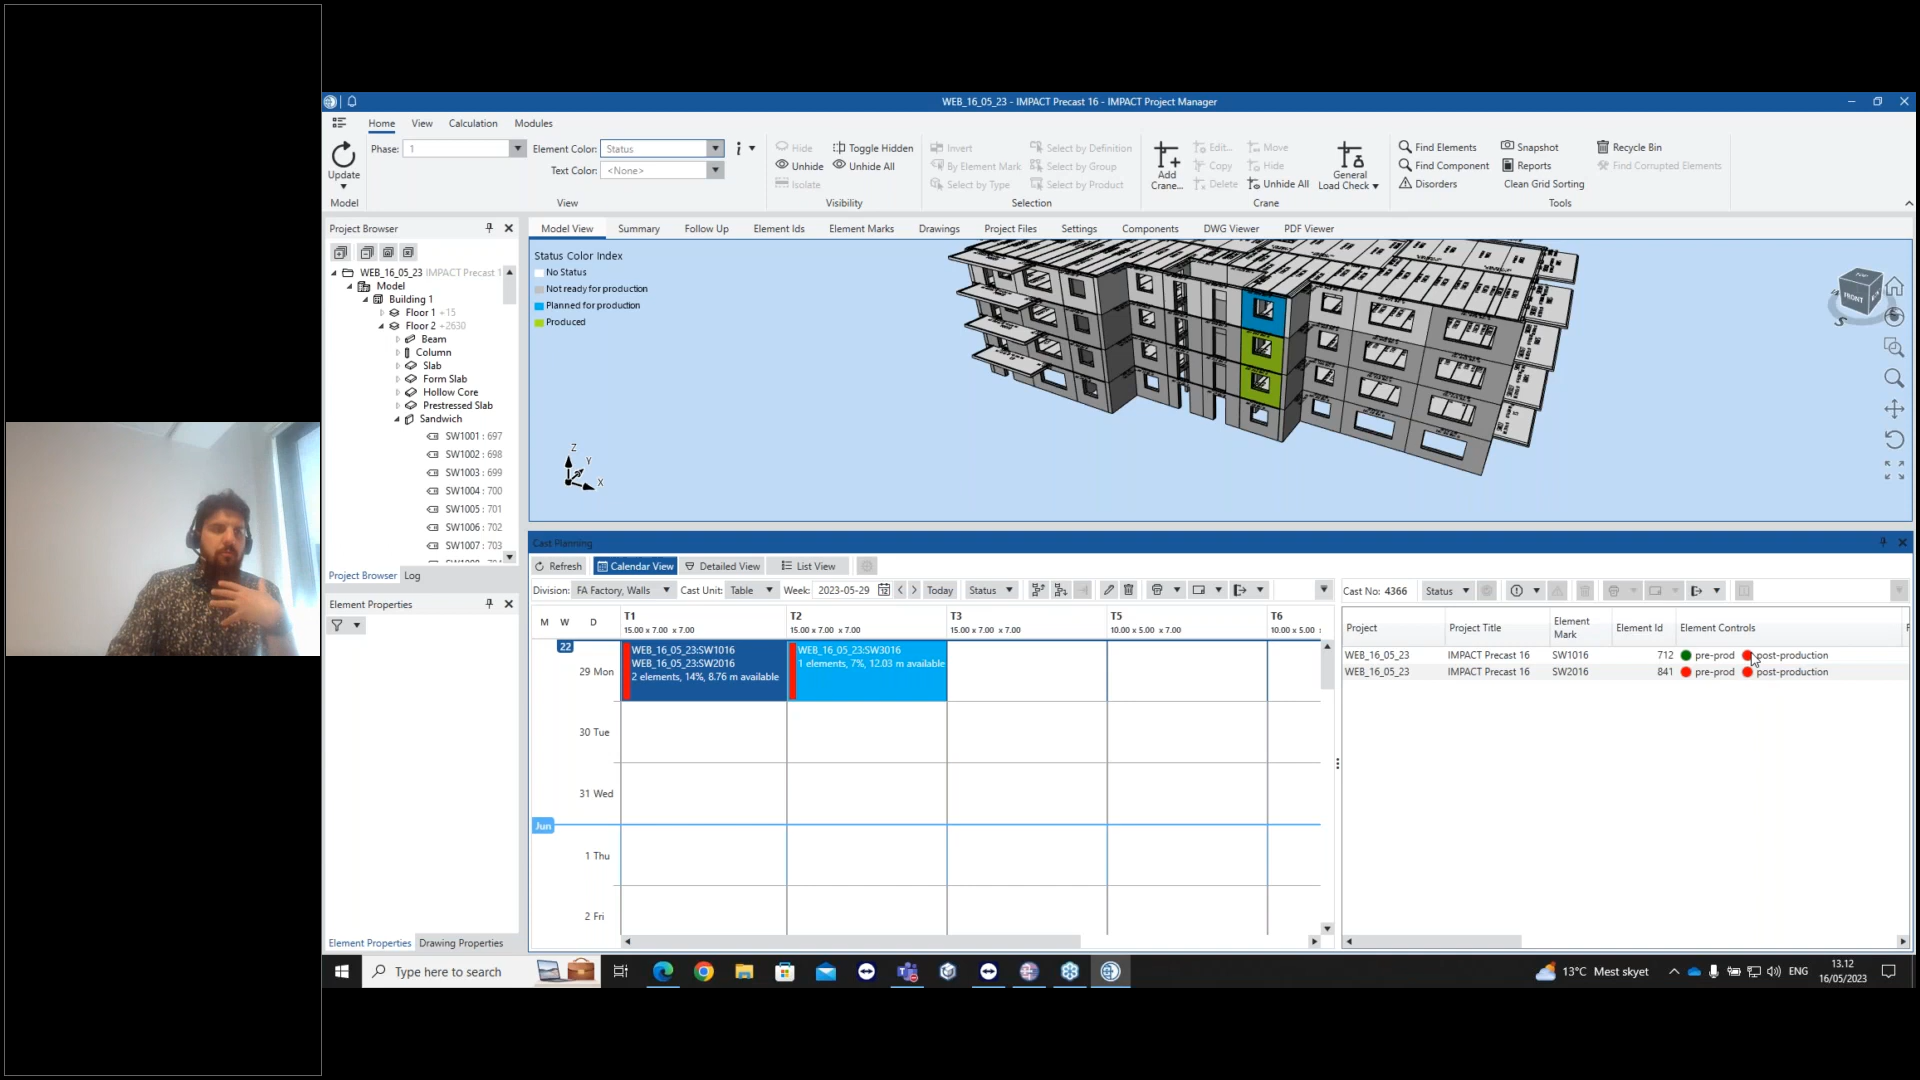 WEB_16_05_23 - IMPACT Precast 16 - IMPACT Project Manager
Home View Calculation Modules
Phase: 1 Element Color: Status
Text Color: <None>
Update
Model
View
Hide Toggle Hidden
Unhide Unhide All
Isolate
Visibility
Invert Select by Definition
By Element Mark Select by Group
Select by Type Select by Product
Selection
Add Crane...
Edit... Move
Copy Hide
Delete Unhide All
General Load Check
Crane
Find Elements Snapshot Recycle Bin
Find Component Reports Find Corrupted Elements
Disorders Clean Grid Sorting
Tools
Project Browser
WEB_16_05_23 IMPACT Precast 1
Model
Building 1
Floor 1 +15
Floor 2 +2630
Beam
Column
Slab
Form Slab
Hollow Core
Prestressed Slab
Sandwich
SW1001 : 697
SW1002 : 698
SW1003 : 699
SW1004 : 700
SW1005 : 701
SW1006 : 702
SW1007 : 703
Project Browser Log
Element Properties
Element Properties Drawing Properties
Model View Summary Follow Up Element Ids Element Marks Drawings Project Files Settings Components DWG Viewer PDF Viewer
Status Color Index
No Status
Not ready for production
Planned for production
Produced
Z
Y
X
TOP
FRONT
S
Cast Planning
Refresh Calendar View Detailed View List View
Division: FA Factory, Walls Cast Unit: Table Week: 2023-05-29 Today Status
M W D T1 T2 T3 T5 T6
15.00 x 7.00 x 7.00 15.00 x 7.00 x 7.00 15.00 x 7.00 x 7.00 10.00 x 5.00 x 7.00 10.00 x 5.00 :
22
29 Mon
WEB_16_05_23:SW1016
WEB_16_05_23:SW2016
2 elements, 14%, 8.76 m available
WEB_16_05_23:SW3016
1 elements, 7%, 12.03 m available
30 Tue
31 Wed
Jun
1 Thu
2 Fri
Cast No: 4366 Status
Project Project Title Element Mark Element Id Element Controls
WEB_16_05_23 IMPACT Precast 16 SW1016 712 pre-prod post-production
WEB_16_05_23 IMPACT Precast 16 SW2016 841 pre-prod post-production
Type here to search
13°C Mest skyet ENG
13.12
16/05/2023